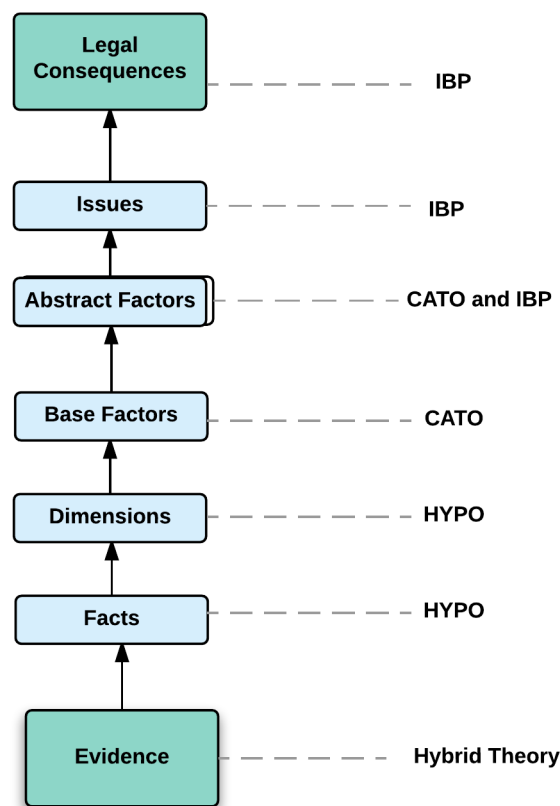 Legal
Consequences
IBP
Issues
IBP
Abstract Factors
CATO and IBP
Base Factors
CATO
Dimensions
HYPO
Facts
HYPO
Evidence
Hybrid Theory